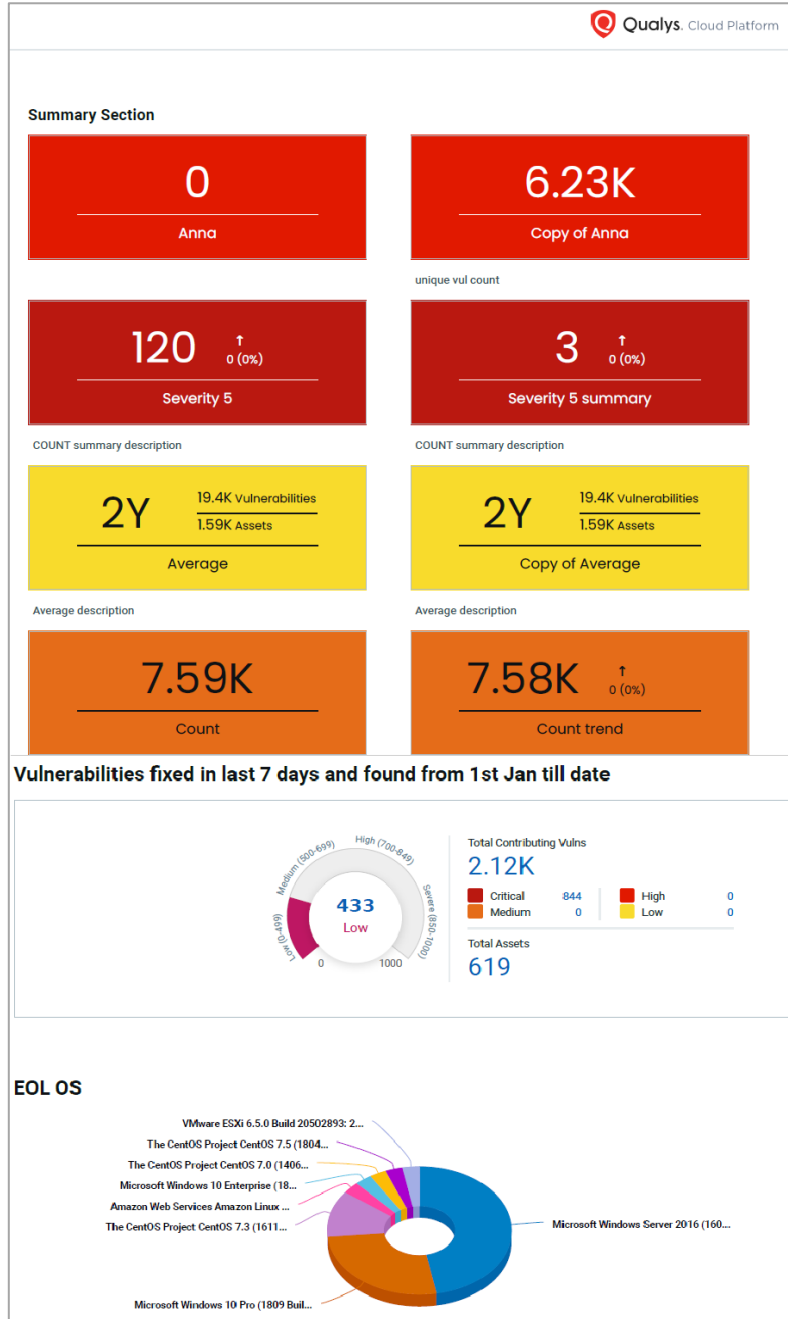 Qualys. Cloud Platform
Summary Section
0
Anna
6.23K
Copy of Anna
unique vul count
120
↑
0 (0%)
Severity 5
3
↑
0 (0%)
Severity 5 summary
COUNT summary description
COUNT summary description
2Y
19.4K Vulnerabilities
1.59K Assets
Average
2Y
19.4K Vulnerabilities
1.59K Assets
Copy of Average
Average description
Average description
7.59K
Count
7.58K
↑
0 (0%)
Count trend
Vulnerabilities fixed in last 7 days and found from 1st Jan till date
Low (0-499)
Medium (500-699)
High (700-849)
Severe (850-1000)
433
Low
0
1000
Total Contributing Vulns
2.12K
Critical 844
High 0
Medium 0
Low 0
Total Assets
619
EOL OS
VMware ESXi 6.5.0 Build 20502893: 2...
The CentOS Project CentOS 7.5 (1804...
The CentOS Project CentOS 7.0 (1406...
Microsoft Windows 10 Enterprise (18...
Amazon Web Services Amazon Linux ...
The CentOS Project CentOS 7.3 (1611...
Microsoft Windows Server 2016 (160...
Microsoft Windows 10 Pro (1809 Buil...